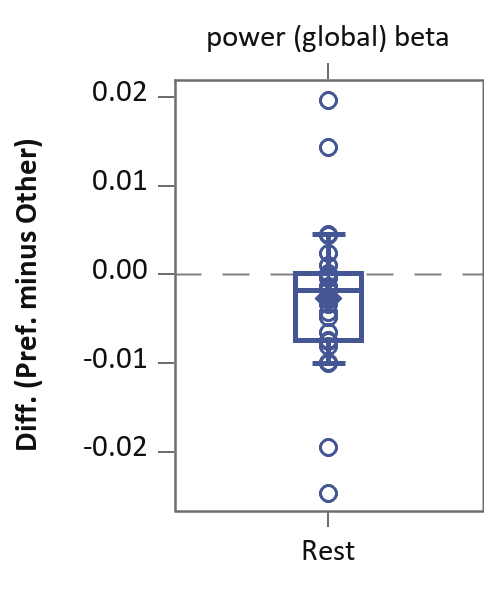 power (global) beta
0.02
0.01
0.00
-0.01
-0.02
Diff. (Pref. minus Other)
Rest